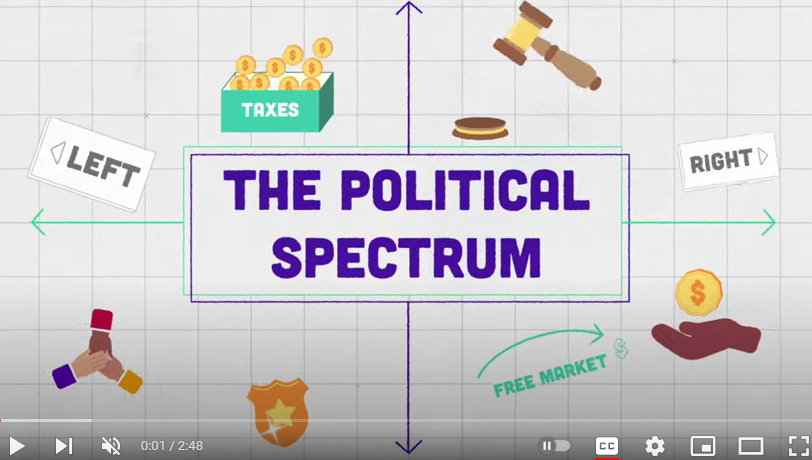 TAXES
LEFT
RIGHT
THE POLITICAL
SPECTRUM
FREE MARKET $
0:01 / 2:48
CC